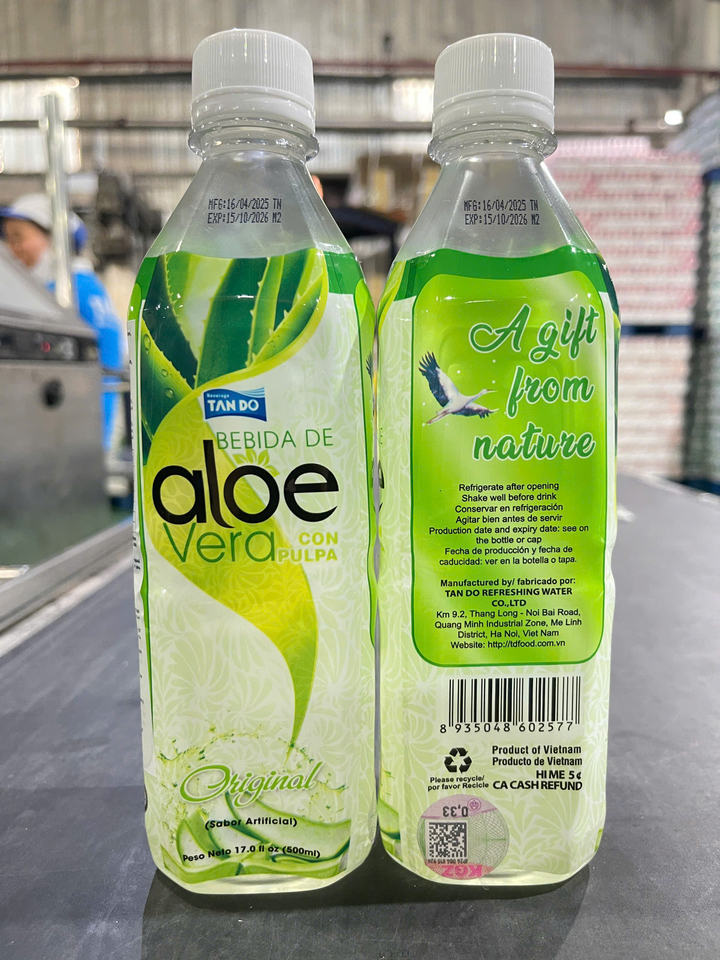 MFG:16/04/2025 TN
EXP:15/10/2026 N2
Beverage
TAN DO
BEBIDA DE
aloe
Vera
CON
PULPA
Original
(Sabor Artificial)
Peso Neto 17.0 fl oz (500ml)
MFG:16/04/2025 TN
EXP:15/10/2026 N2
A gift
from
nature
Refrigerate after opening
Shake well before drink
Conservar en refrigeración
Agitar bien antes de servir
Production date and expiry date: see on
the bottle or cap
Fecha de producción y fecha de
caducidad: ver en la botella o tapa.
Manufactured by/ fabricado por:
TAN DO REFRESHING WATER
CO.,LTD
Km 9.2, Thang Long - Noi Bai Road,
Quang Minh Industrial Zone, Me Linh
District, Ha Noi, Viet Nam
Website: http://tdfood.com.vn
8 935048 602577
Please recycle/
por favor Recicle
Product of Vietnam
Producto de Vietnam
HI ME 5¢
CA CASH REFUND
0,33
KGZ